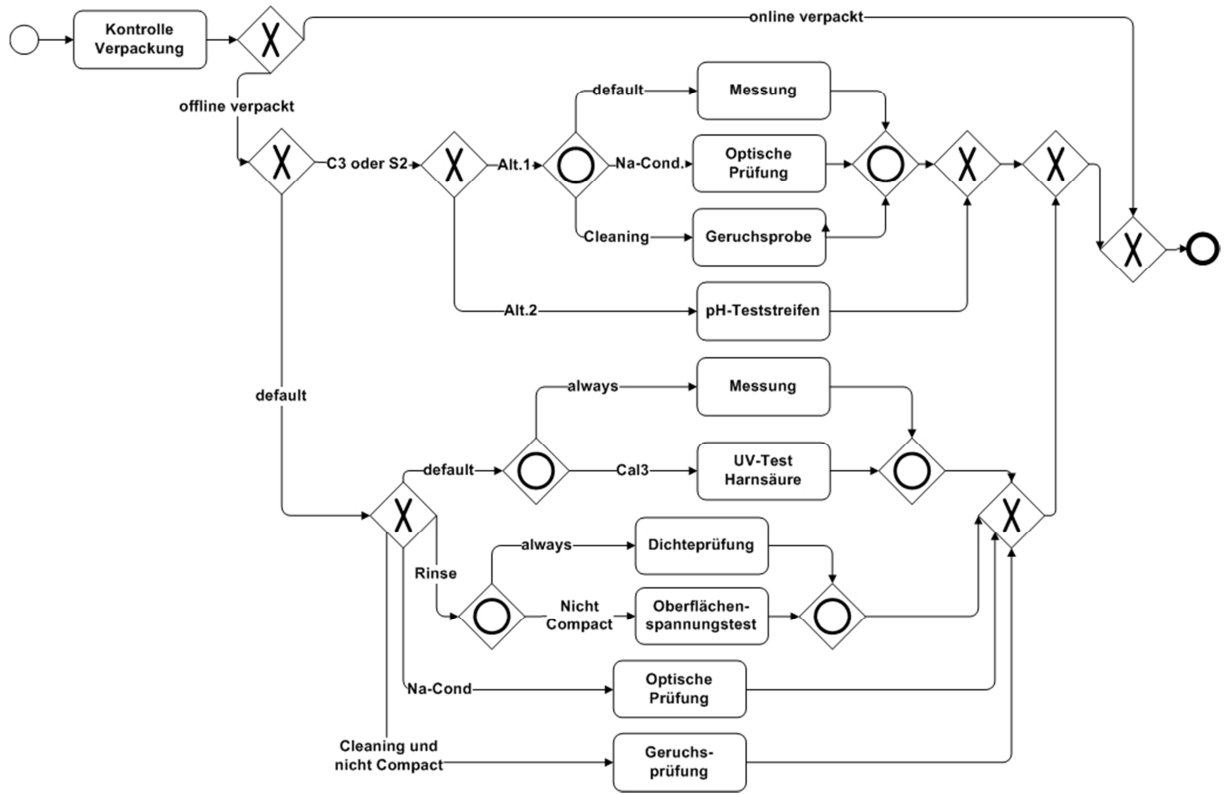 online verpackt
Kontrolle
Verpackung
offline verpackt
default
Messung
C3 oder S2
Alt.1
Na-Cond.
Optische
Prüfung
Cleaning
Geruchsprobe
Alt.2
pH-Teststreifen
default
always
Messung
default
Cal3
UV-Test
Harnsäure
Rinse
always
Dichteprüfung
Nicht
Compact
Oberflächen-
spannungstest
Na-Cond
Optische
Prüfung
Cleaning und
nicht Compact
Geruchs-
prüfung